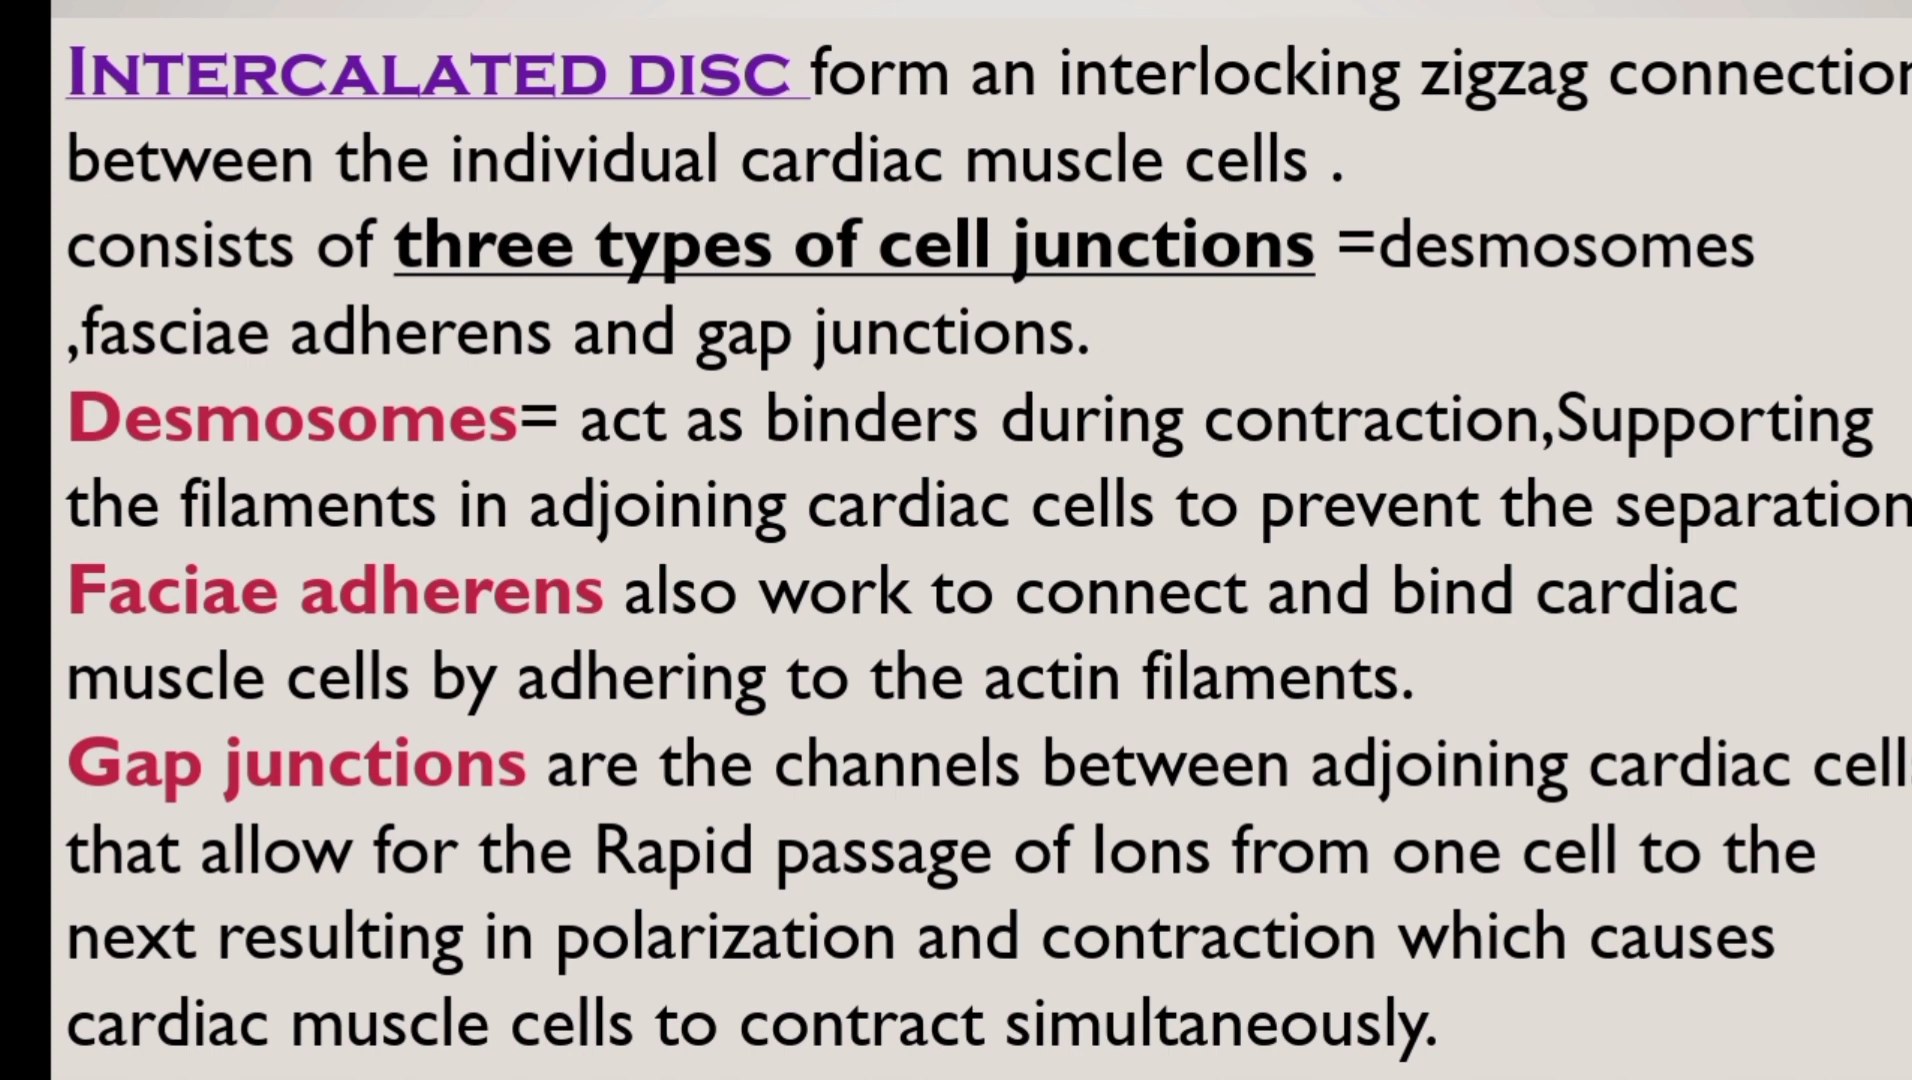 INTERCALATED DISC form an interlocking zigzag connection
between the individual cardiac muscle cells .
consists of three types of cell junctions =desmosomes
,fasciae adherens and gap junctions.
Desmosomes= act as binders during contraction,Supporting
the filaments in adjoining cardiac cells to prevent the separation
Faciae adherens also work to connect and bind cardiac
muscle cells by adhering to the actin filaments.
Gap junctions are the channels between adjoining cardiac cells
that allow for the Rapid passage of Ions from one cell to the
next resulting in polarization and contraction which causes
cardiac muscle cells to contract simultaneously.